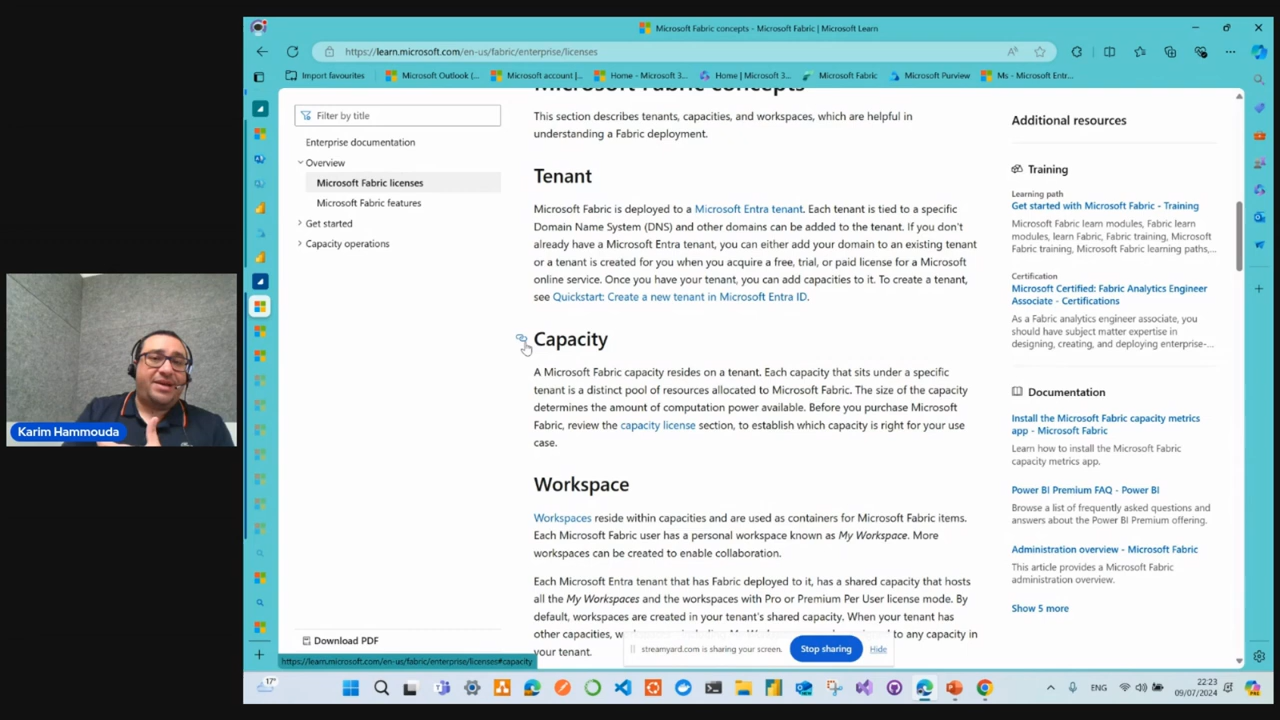 Microsoft Fabric concepts - Microsoft Fabric | Microsoft Learn
https://learn.microsoft.com/en-us/fabric/enterprise/licenses
Import favourites
Microsoft Outlook (...
Microsoft account |...
Home - Microsoft 3...
Home | Microsoft 3...
Microsoft Fabric
Microsoft Purview
Ms - Microsoft Entr...
Filter by title
Enterprise documentation
Overview
Microsoft Fabric licenses
Microsoft Fabric features
Get started
Capacity operations
Download PDF
Microsoft Fabric concepts
This section describes tenants, capacities, and workspaces, which are helpful in
understanding a Fabric deployment.
Tenant
Microsoft Fabric is deployed to a Microsoft Entra tenant. Each tenant is tied to a specific
Domain Name System (DNS) and other domains can be added to the tenant. If you don't
already have a Microsoft Entra tenant, you can either add your domain to an existing tenant
or a tenant is created for you when you acquire a free, trial, or paid license for a Microsoft
online service. Once you have your tenant, you can add capacities to it. To create a tenant,
see Quickstart: Create a new tenant in Microsoft Entra ID.
Capacity
A Microsoft Fabric capacity resides on a tenant. Each capacity that sits under a specific
tenant is a distinct pool of resources allocated to Microsoft Fabric. The size of the capacity
determines the amount of computation power available. Before you purchase Microsoft
Fabric, review the capacity license section, to establish which capacity is right for your use
case.
Workspace
Workspaces reside within capacities and are used as containers for Microsoft Fabric items.
Each Microsoft Fabric user has a personal workspace known as My Workspace. More
workspaces can be created to enable collaboration.
Each Microsoft Entra tenant that has Fabric deployed to it, has a shared capacity that hosts
all the My Workspaces and the workspaces with Pro or Premium Per User license mode. By
default, workspaces are created in your tenant's shared capacity. When your tenant has
other capacities, to any capacity in
your tenant.
Additional resources
Training
Learning path
Get started with Microsoft Fabric - Training
Microsoft Fabric learn modules, Fabric learn
modules, learn Fabric, Fabric training, Microsoft
Fabric training, Microsoft Fabric learning paths,...
Certification
Microsoft Certified: Fabric Analytics Engineer
Associate - Certifications
As a Fabric analytics engineer associate, you
should have subject matter expertise in
designing, creating, and deploying enterprise-...
Documentation
Install the Microsoft Fabric capacity metrics
app - Microsoft Fabric
Learn how to install the Microsoft Fabric
capacity metrics app.
Power BI Premium FAQ - Power BI
Browse a list of frequently asked questions and
answers about the Power BI Premium offering.
Administration overview - Microsoft Fabric
This article provides a Microsoft Fabric
administration overview.
Show 5 more
streamyard.com is sharing your screen.
Stop sharing
Hide
https://learn.microsoft.com/en-us/fabric/enterprise/licenses#capacity
Karim Hammouda
17°
ENG
22:23
09/07/2024